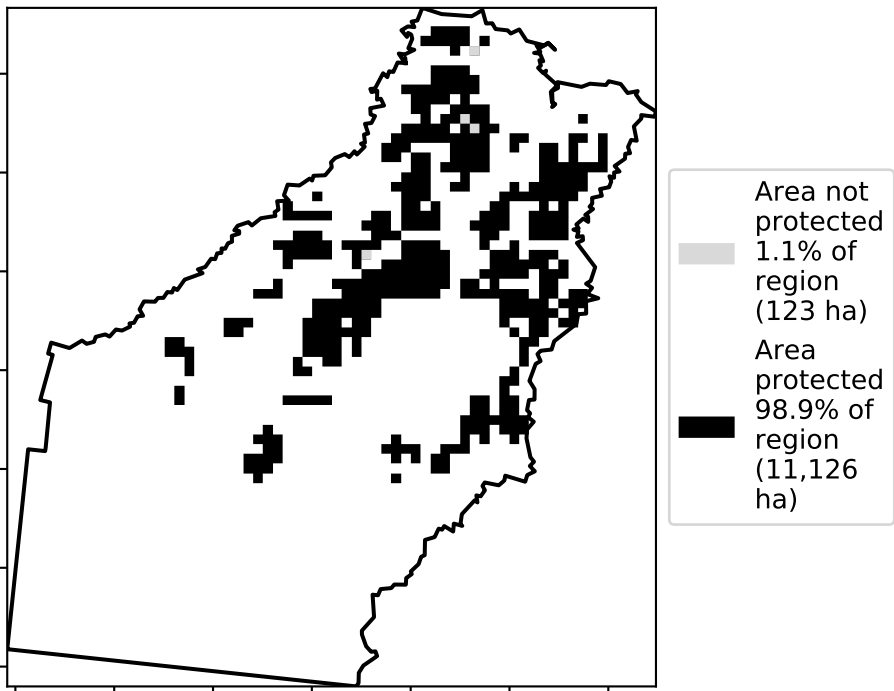 Area not
protected
1.1% of
region
(123 ha)
Area
protected
98.9% of
region
(11,126
ha)